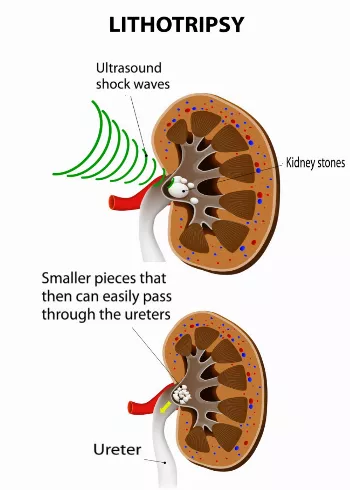 LITHOTRIPSY
Ultrasound
shock waves
Kidney stones
Smaller pieces that
then can easily pass
through the ureters
Ureter